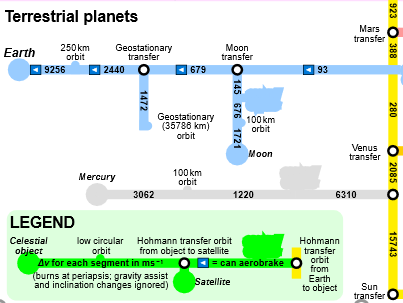 Terrestrial planets
923
Mars
transfer
388
Earth
250 km
orbit
Geostationary
transfer
Moon
transfer
9256
2440
679
93
1472
145
676
1721
Geostationary
(35786 km)
orbit
100 km
orbit
Moon
280
Venus
transfer
2085
Mercury
100 km
orbit
3062
1220
6310
15743
Sun
transfer
LEGEND
Celestial
object
low circular
orbit
Hohmann transfer orbit
from object to satellite
Hohmann
transfer
orbit
from
Earth
to object
Δv for each segment in ms⁻¹
= can aerobrake
(burns at periapsis; gravity assist
and inclination changes ignored)
Satellite